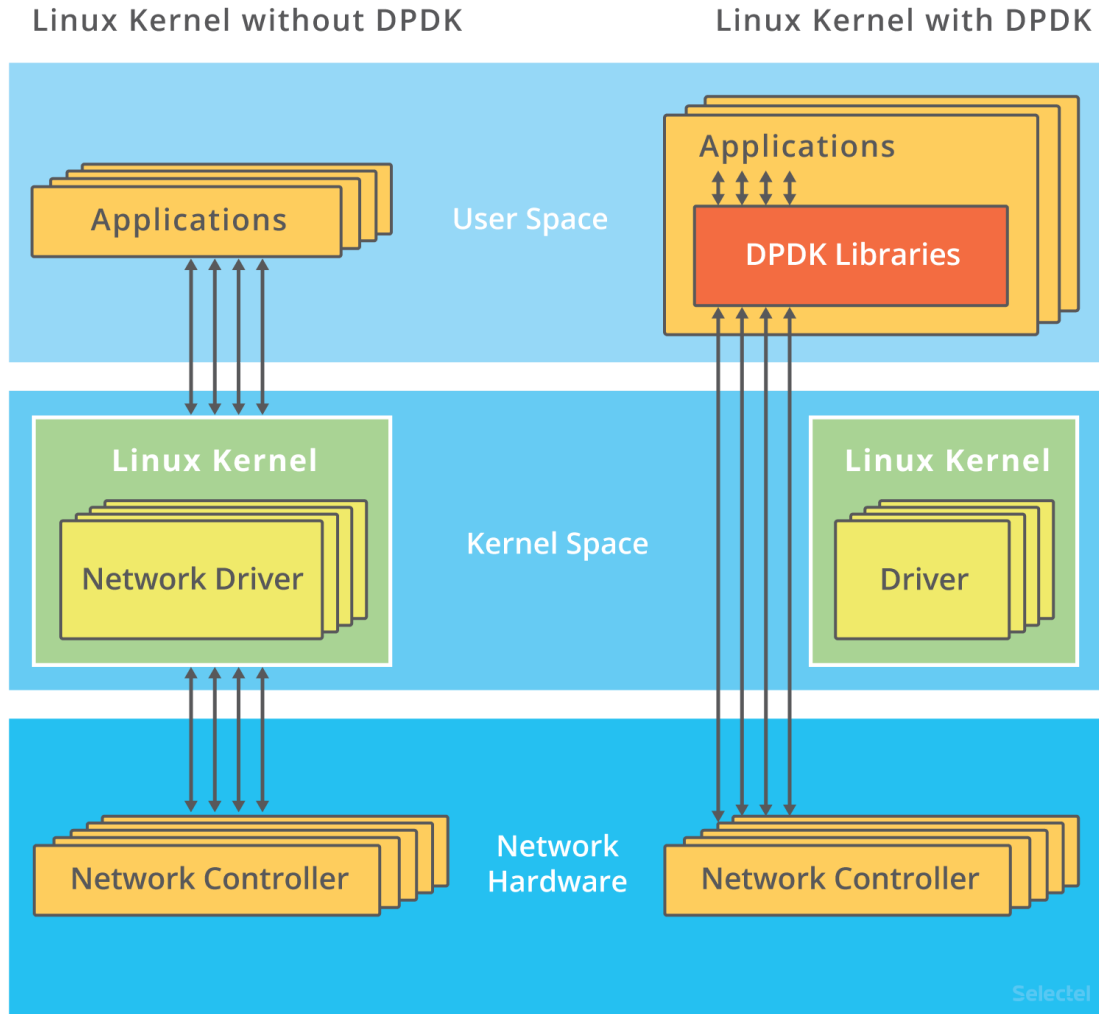 Linux Kernel without DPDK
Linux Kernel with DPDK
Applications
User Space
Applications
DPDK Libraries
Linux Kernel
Network Driver
Kernel Space
Linux Kernel
Driver
Network Controller
Network
Hardware
Network Controller
Selectel